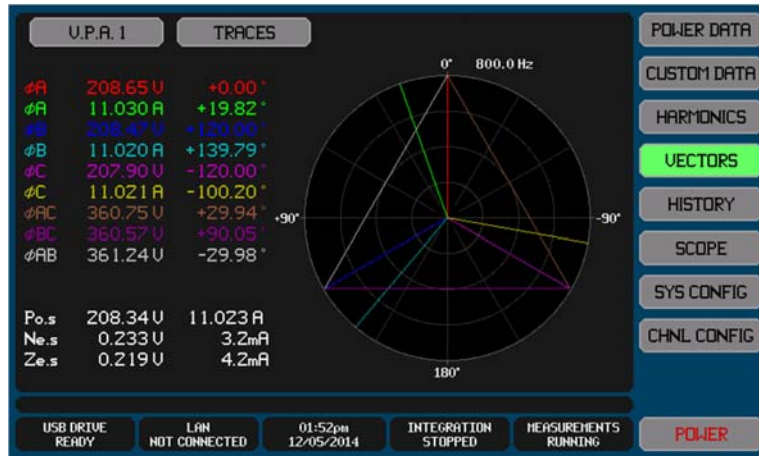 V.P.A. 1
TRACES
0° 800.0 Hz
φA 208.65 V +0.00 °
φA 11.030 A +19.82 °
φB 208.47 V +120.00 °
φB 11.020 A +139.79 °
φC 207.90 V -120.00 °
φC 11.021 A -100.20 °
φAC 360.75 V +29.94 °
φBC 360.57 V +90.05 °
φAB 361.24 V -29.98 °
+90°
-90°
180°
Po.s 208.34 V 11.023 A
Ne.s 0.233 V 3.2mA
Ze.s 0.219 V 4.2mA
POWER DATA
CUSTOM DATA
HARMONICS
VECTORS
HISTORY
SCOPE
SYS CONFIG
CHNL CONFIG
USB DRIVE
READY
LAN
NOT CONNECTED
01:52pm
12/05/2014
INTEGRATION
STOPPED
MEASUREMENTS
RUNNING
POWER